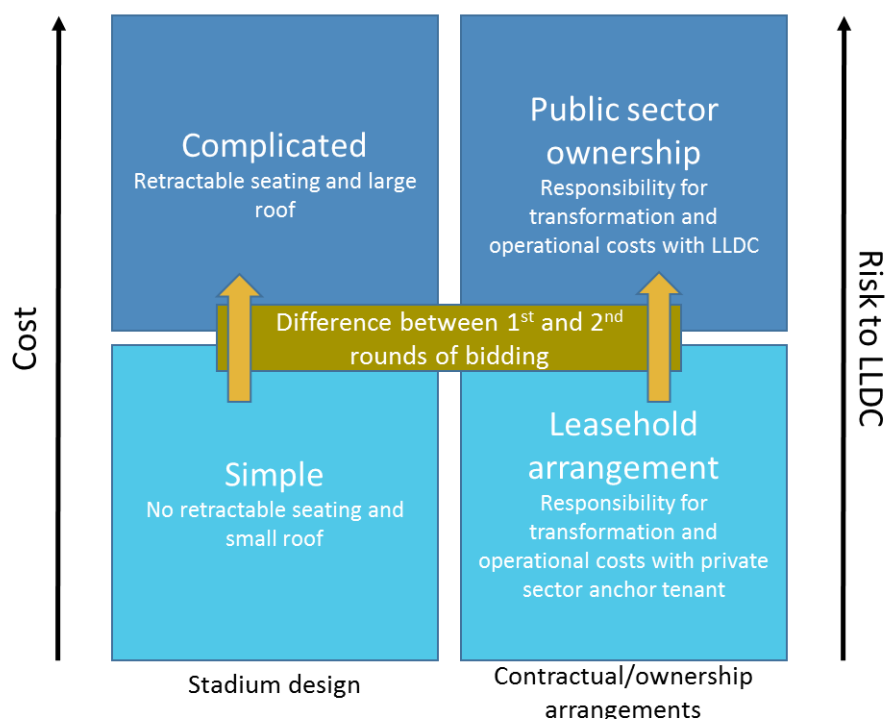 Complicated
Retractable seating and large
roof
Public sector
ownership
Responsibility for
transformation and
operational costs with LLDC
Cost
Difference between 1st and 2nd
rounds of bidding
Risk to LLDC
Simple
No retractable seating and
small roof
Leasehold
arrangement
Responsibility for
transformation and
operational costs with private
sector anchor tenant
Stadium design
Contractual/ownership
arrangements